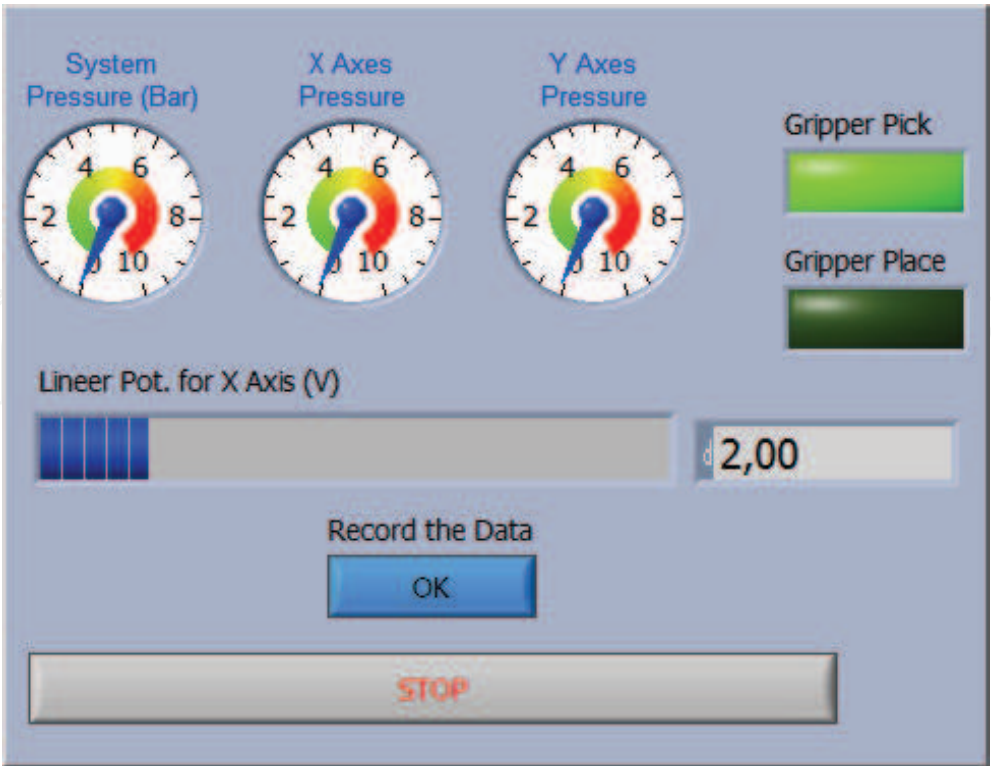 System
Pressure (Bar)
X Axes
Pressure
Y Axes
Pressure
Gripper Pick
4 6
2 8
0 10
4 6
2 8
0 10
4 6
2 8
0 10
Gripper Place
Lineer Pot. for X Axis (V)
d 2,00
Record the Data
OK
STOP